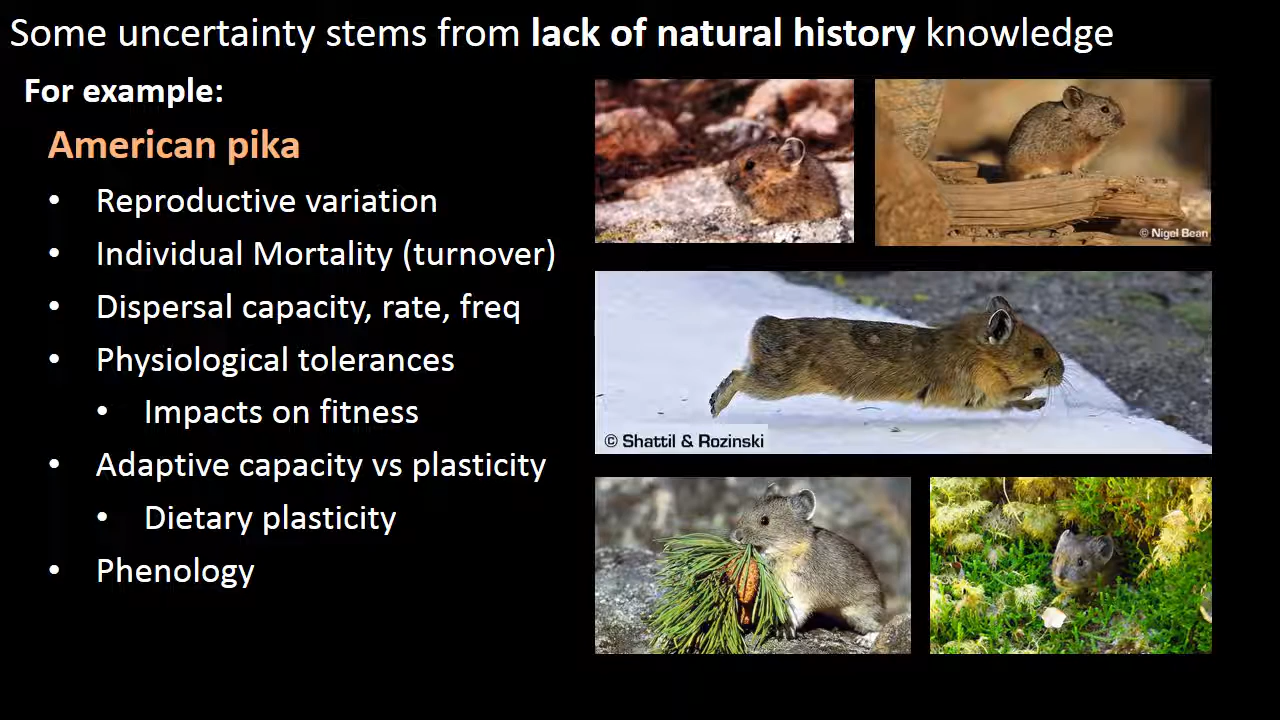 Some uncertainty stems from lack of natural history knowledge
For example:
American pika
• Reproductive variation
• Individual Mortality (turnover)
• Dispersal capacity, rate, freq
• Physiological tolerances
• Impacts on fitness
• Adaptive capacity vs plasticity
• Dietary plasticity
• Phenology
© Nigel Bean
© Shattil & Rozinski